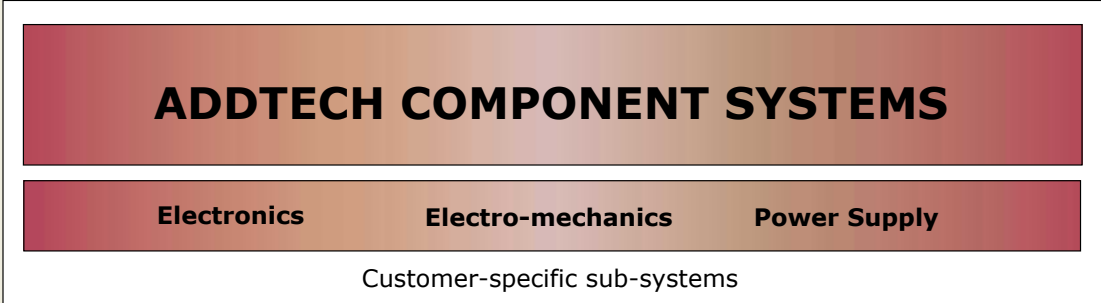 ADDTECH COMPONENT SYSTEMS
Electronics Electro-mechanics Power Supply
Customer-specific sub-systems